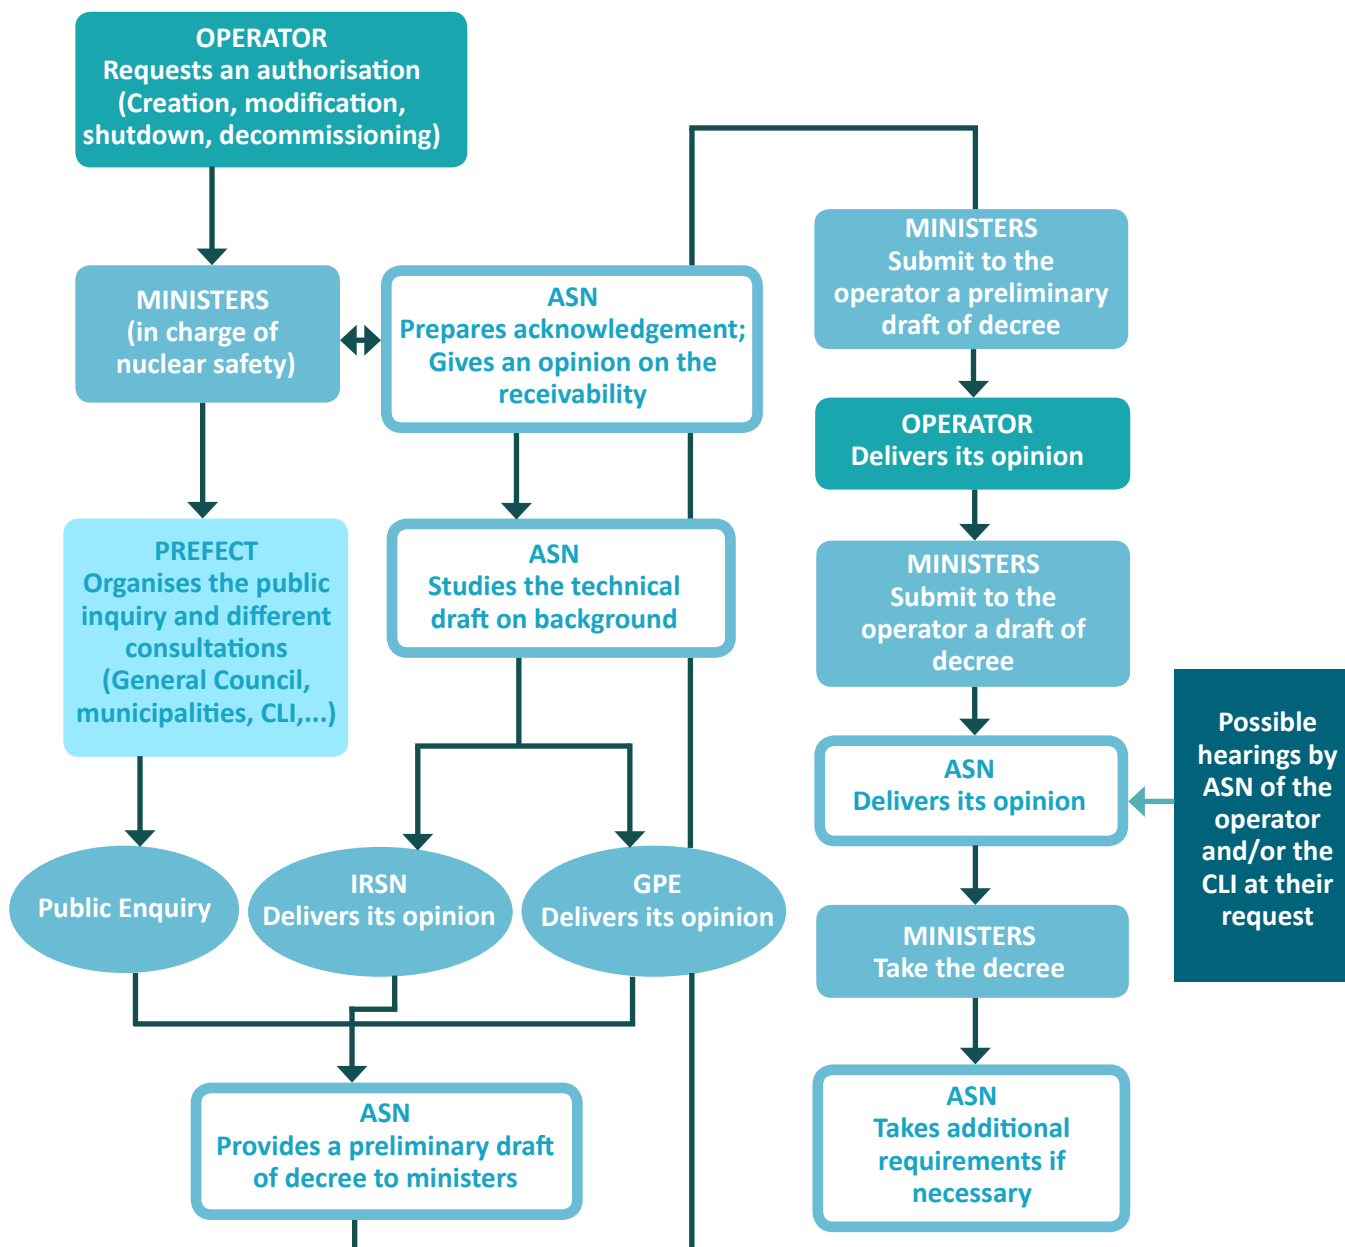 OPERATOR
Requests an authorisation
(Creation, modification,
shutdown, decommissioning)
MINISTERS
(in charge of
nuclear safety)
ASN
Prepares acknowledgement;
Gives an opinion on the
receivability
PREFECT
Organises the public
inquiry and different
consultations
(General Council,
municipalities, CLI,...)
ASN
Studies the technical
draft on background
Public Enquiry
IRSN
Delivers its opinion
GPE
Delivers its opinion
ASN
Provides a preliminary draft
of decree to ministers
MINISTERS
Submit to the
operator a preliminary
draft of decree
OPERATOR
Delivers its opinion
MINISTERS
Submit to the
operator a draft of
decree
ASN
Delivers its opinion
Possible
hearings by
ASN of the
operator
and/or the
CLI at their
request
MINISTERS
Take the decree
ASN
Takes additional
requirements if
necessary